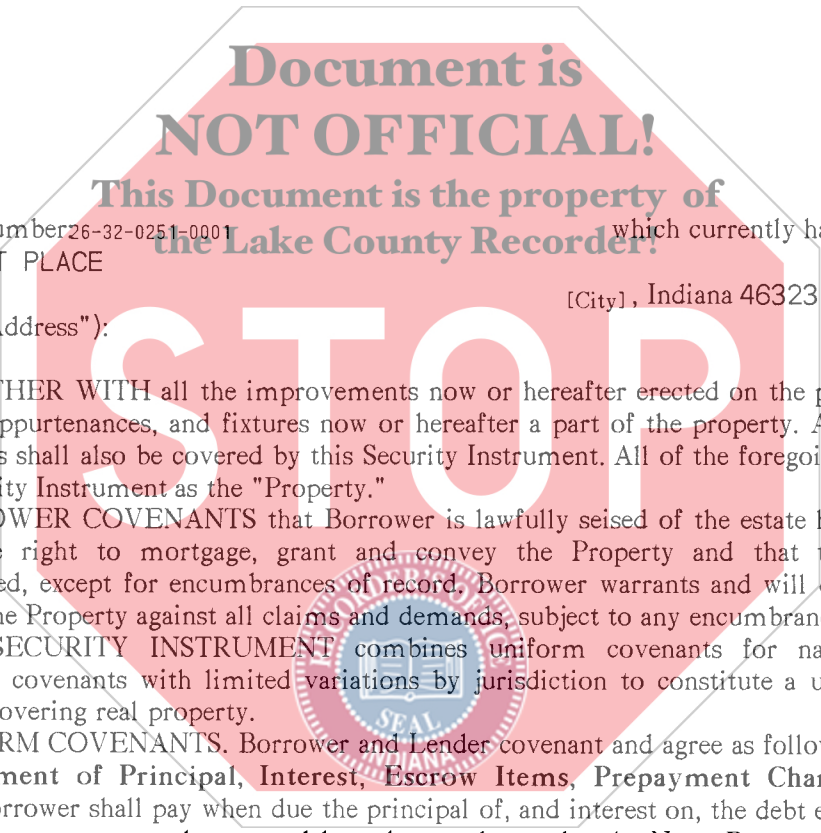 Document is
NOT OFFICIAL!
This Document is the property of
the Lake County Recorder!
umber26-32-0251-0001 which currently ha
T PLACE
[City] , Indiana 46323
ddress"):
STOP
THER WITH all the improvements now or hereafter erected on the p
ppurtenances, and fixtures now or hereafter a part of the property. A
s shall also be covered by this Security Instrument. All of the foregoi
ity Instrument as the "Property."
OWER COVENANTS that Borrower is lawfully seised of the estate h
e right to mortgage, grant and convey the Property and that t
ed, except for encumbrances of record. Borrower warrants and will
he Property against all claims and demands, subject to any encumbran
SECURITY INSTRUMENT combines uniform covenants for na
covenants with limited variations by jurisdiction to constitute a u
overing real property.
RM COVENANTS. Borrower and Lender covenant and agree as follow
ment of Principal, Interest, Escrow Items, Prepayment Char
orrower shall pay when due the principal of, and interest on, the debt e
SEAL
INDIANA